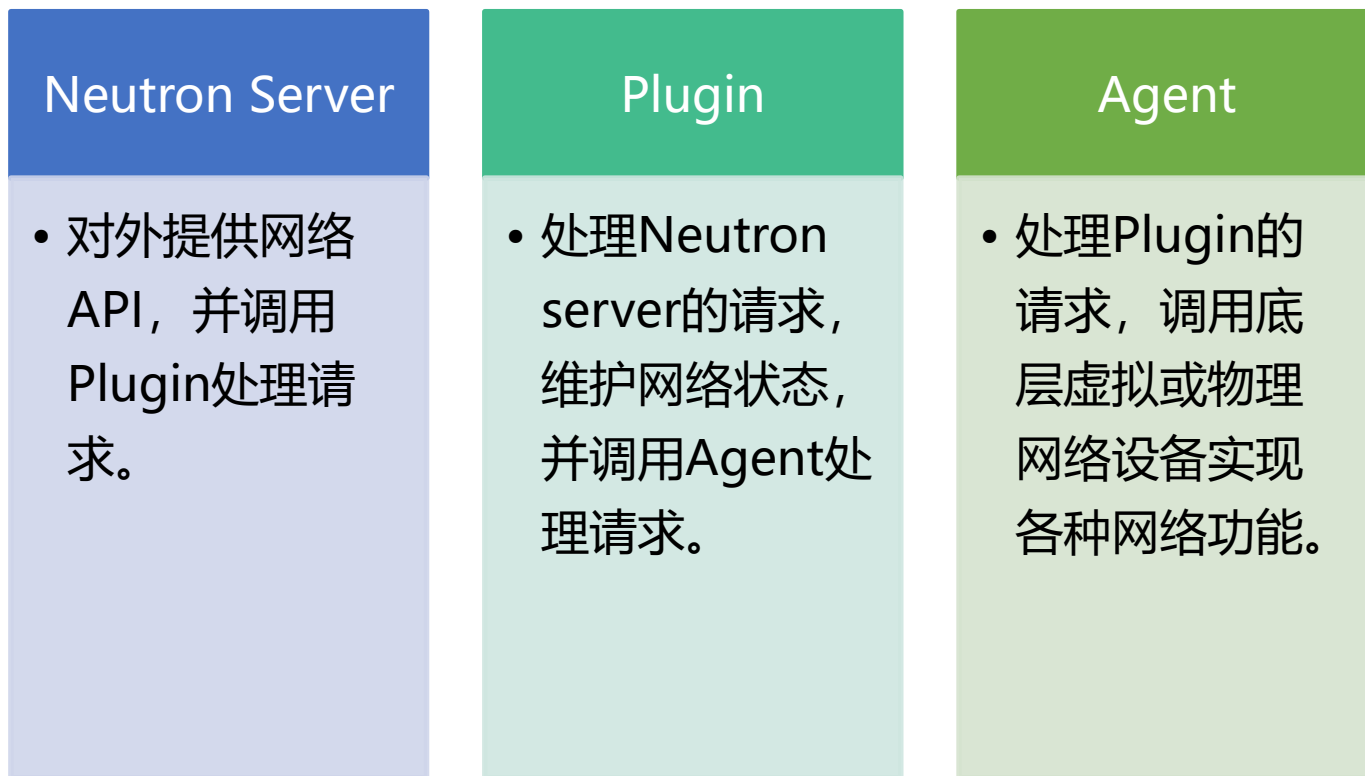 Neutron Server
• 对外提供网络
API，并调用
Plugin处理请
求。
Plugin
• 处理Neutron
server的请求，
维护网络状态，
并调用Agent处
理请求。
Agent
• 处理Plugin的
请求，调用底
层虚拟或物理
网络设备实现
各种网络功能。